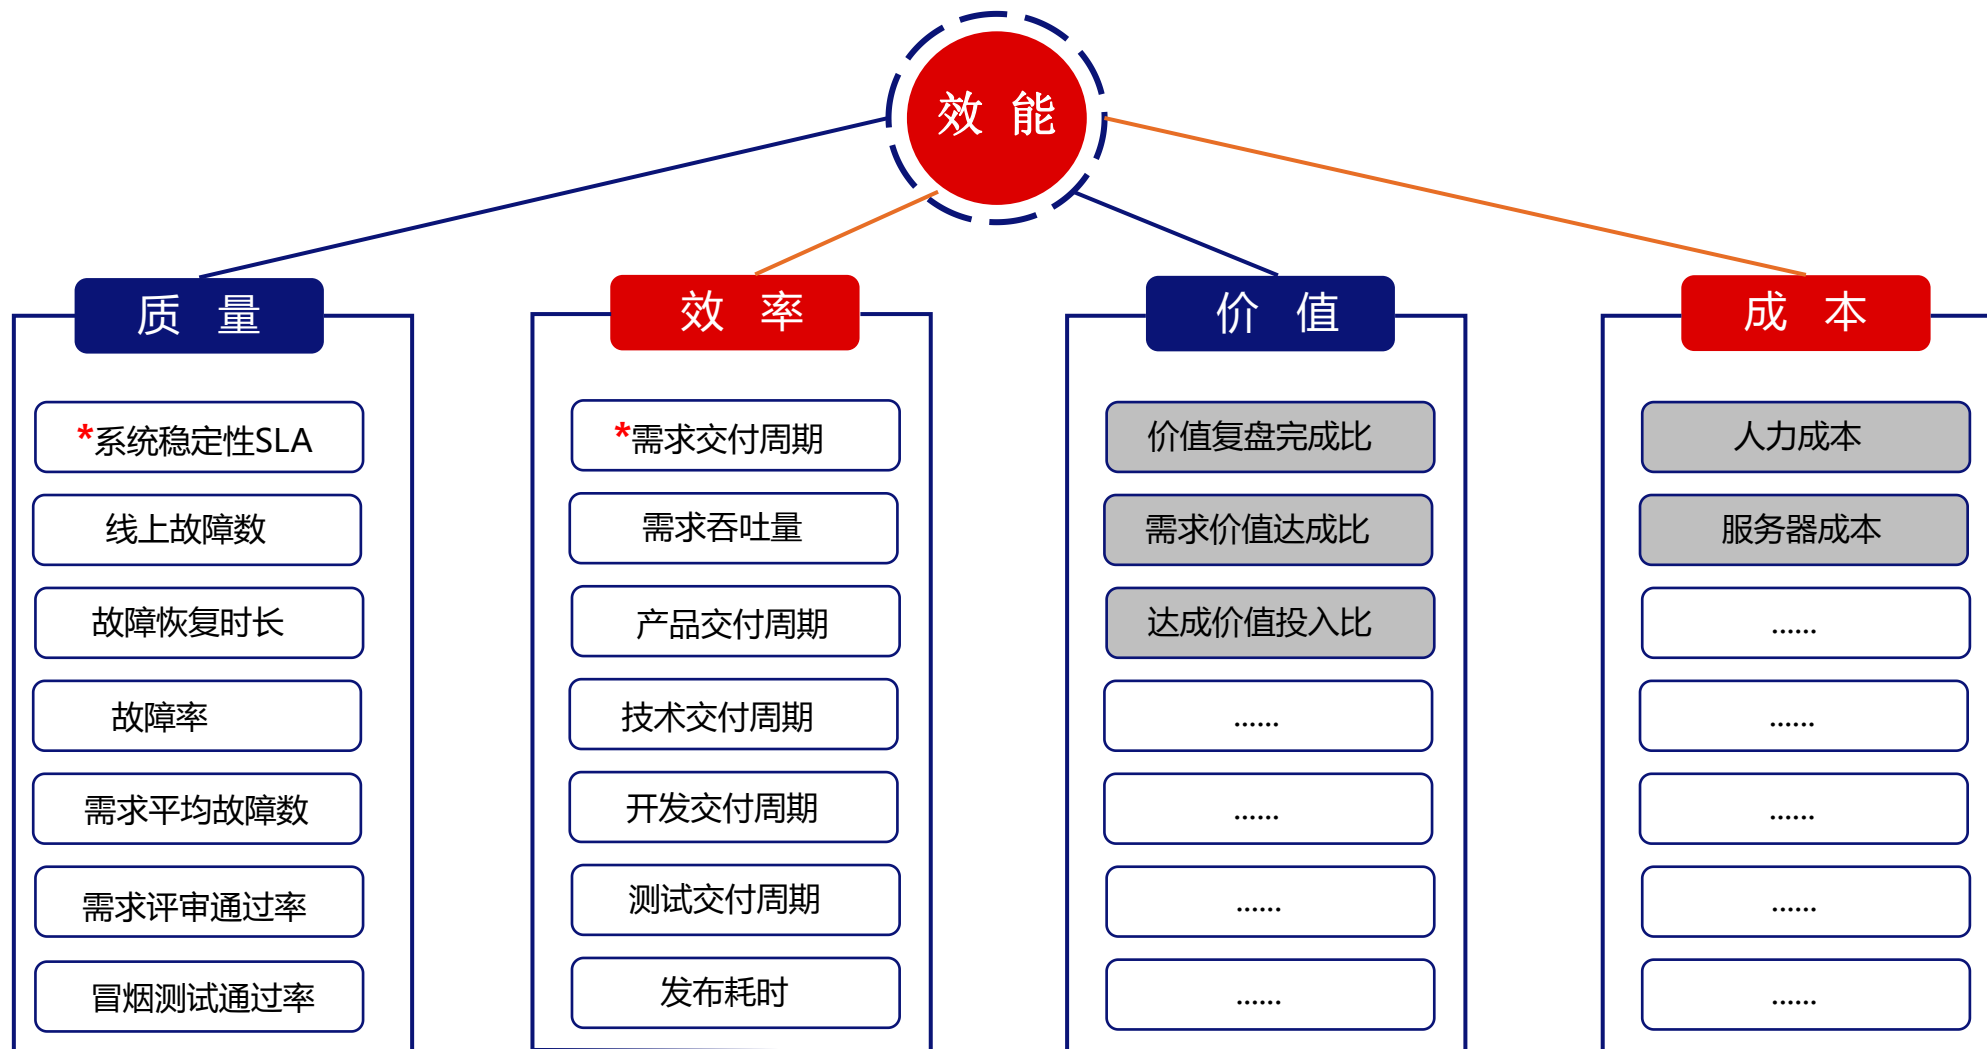 效 能
质 量
*系统稳定性SLA
线上故障数
故障恢复时长
故障率
需求平均故障数
需求评审通过率
冒烟测试通过率
效 率
*需求交付周期
需求吞吐量
产品交付周期
技术交付周期
开发交付周期
测试交付周期
发布耗时
价 值
价值复盘完成比
需求价值达成比
达成价值投入比
......
......
......
......
成 本
人力成本
服务器成本
......
......
......
......
......